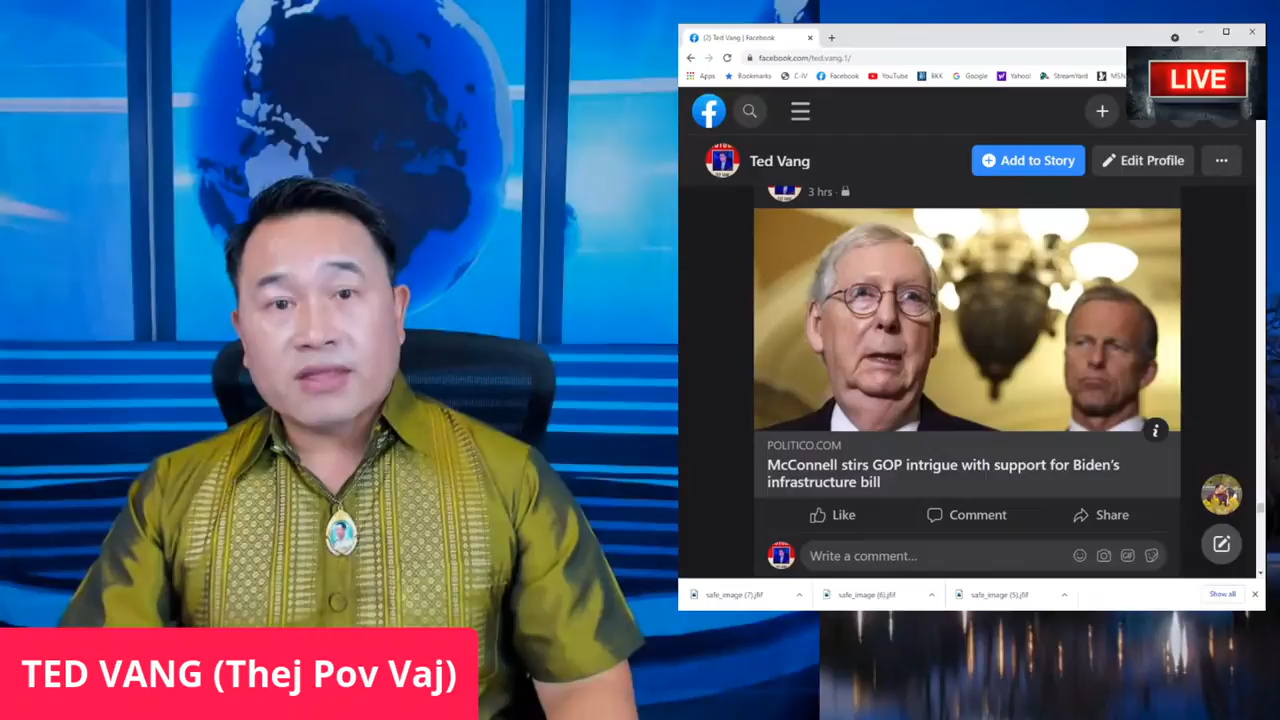 (2) Ted Vang | Facebook
facebook.com/ted.vang.1/
Apps Bookmarks C-IV Facebook YouTube BKK Google Yahoo! StreamYard MSN
LIVE
Ted Vang
Add to Story
Edit Profile
3 hrs
POLITICO.COM
McConnell stirs GOP intrigue with support for Biden's
infrastructure bill
Like Comment Share
Write a comment...
GIF
safe_image (7).jfif safe_image (6).jfif safe_image (5).jfif Show all
TED VANG (Thej Pov Vaj)